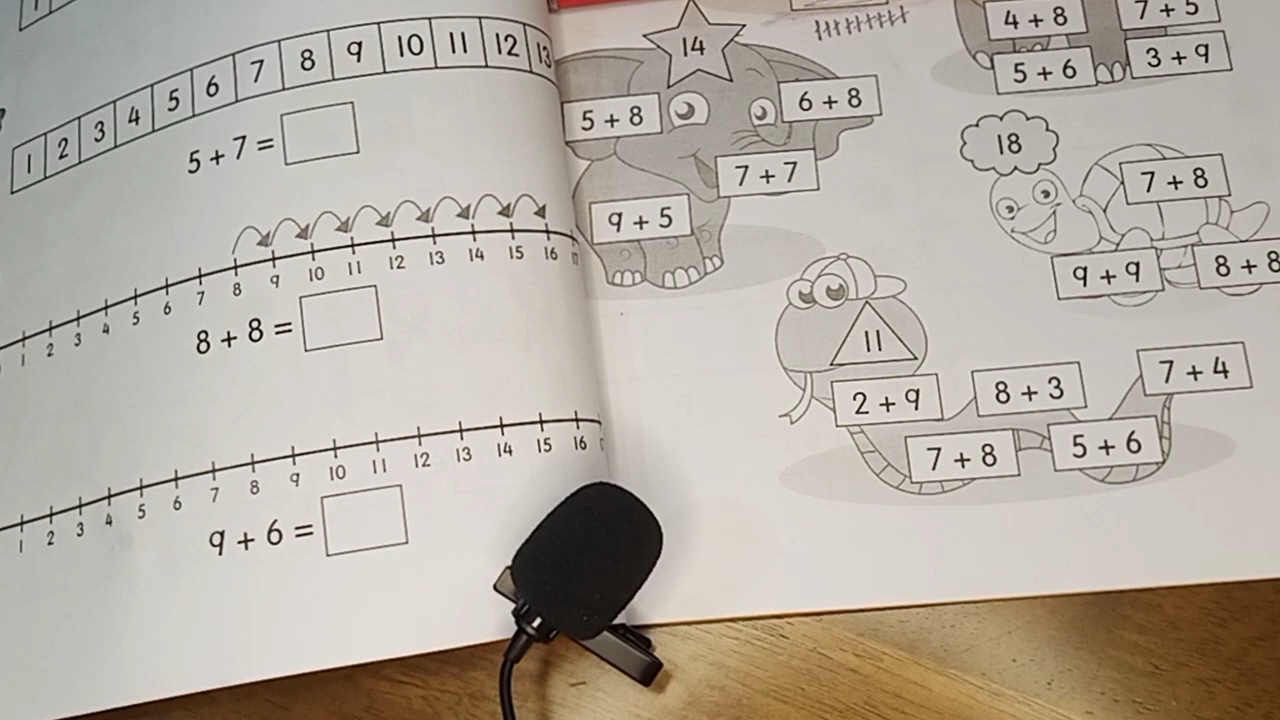 1 2 3 4 5 6 7 8 9 10 11 12 13
5 + 7 =
1 2 3 4 5 6 7 8 9 10 11 12 13 14 15 16
8 + 8 =
1 2 3 4 5 6 7 8 9 10 11 12 13 14 15 16
9 + 6 =
14
5 + 8
6 + 8
7 + 7
9 + 5
4 + 8
7 + 5
5 + 6
3 + 9
18
7 + 8
9 + 9
8 + 8
11
2 + 9
8 + 3
7 + 4
7 + 8
5 + 6